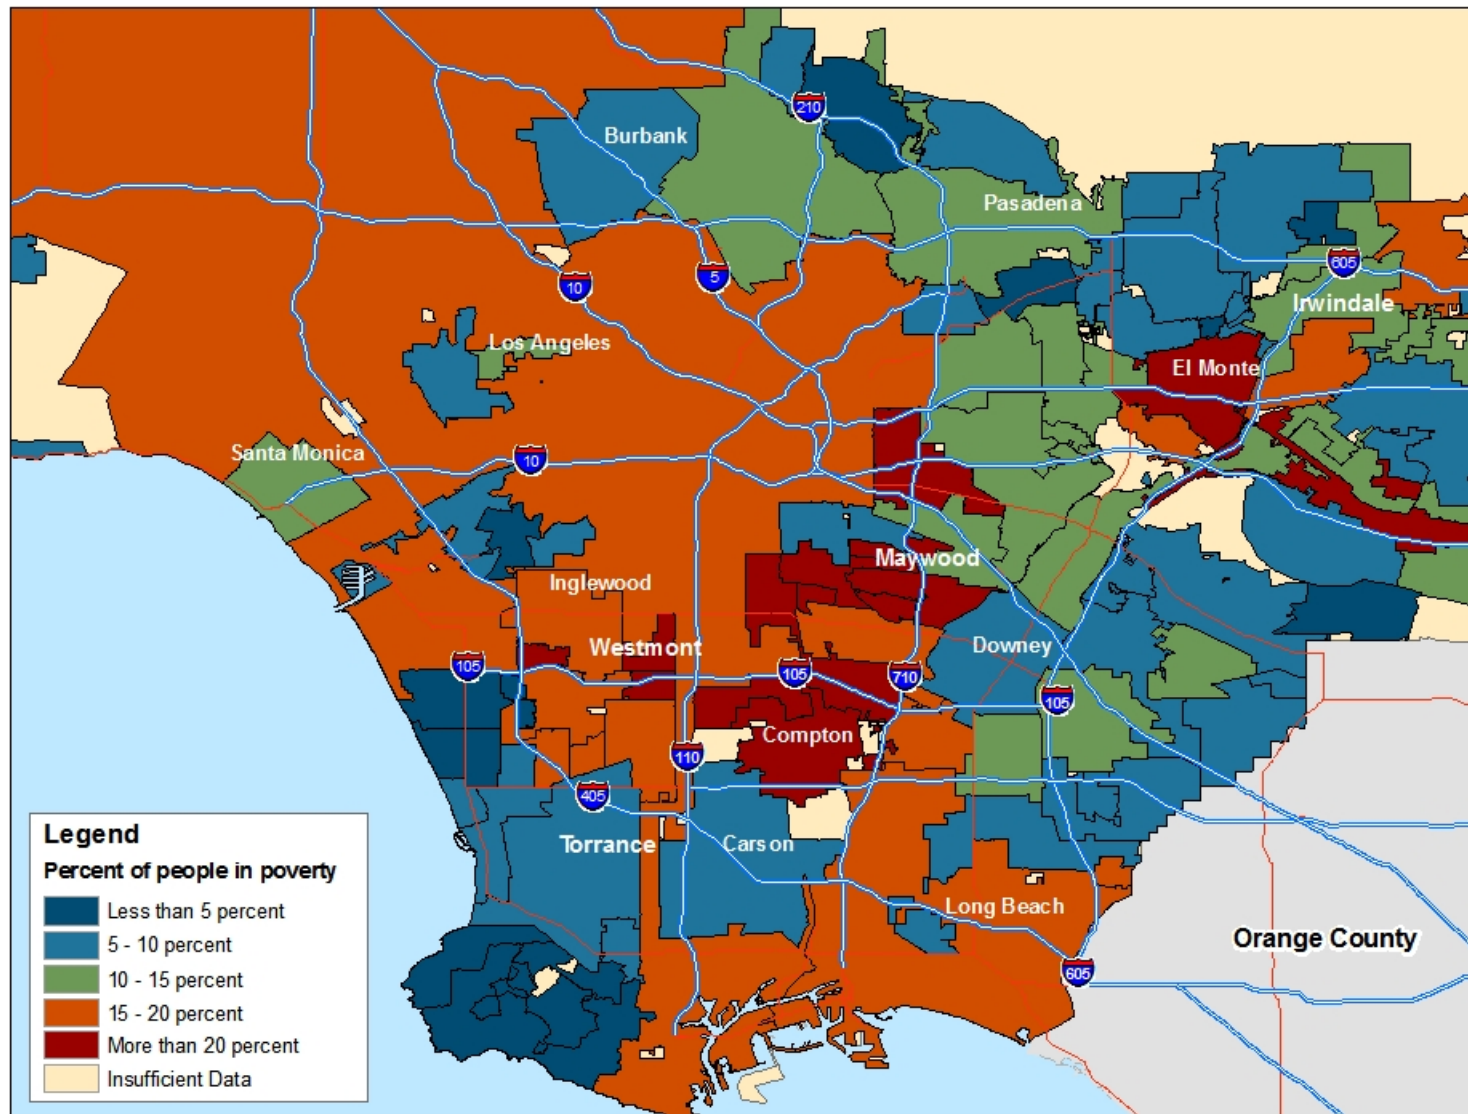 210
Burbank
Pasadena
605
10
5
Irwindale
Los Angeles
El Monte
Santa Monica
10
Maywood
Inglewood
Westmont
Downey
105
105
710
105
Compton
110
405
Torrance
Carson
Long Beach
Orange County
605
Legend
Percent of people in poverty
Less than 5 percent
5 - 10 percent
10 - 15 percent
15 - 20 percent
More than 20 percent
Insufficient Data